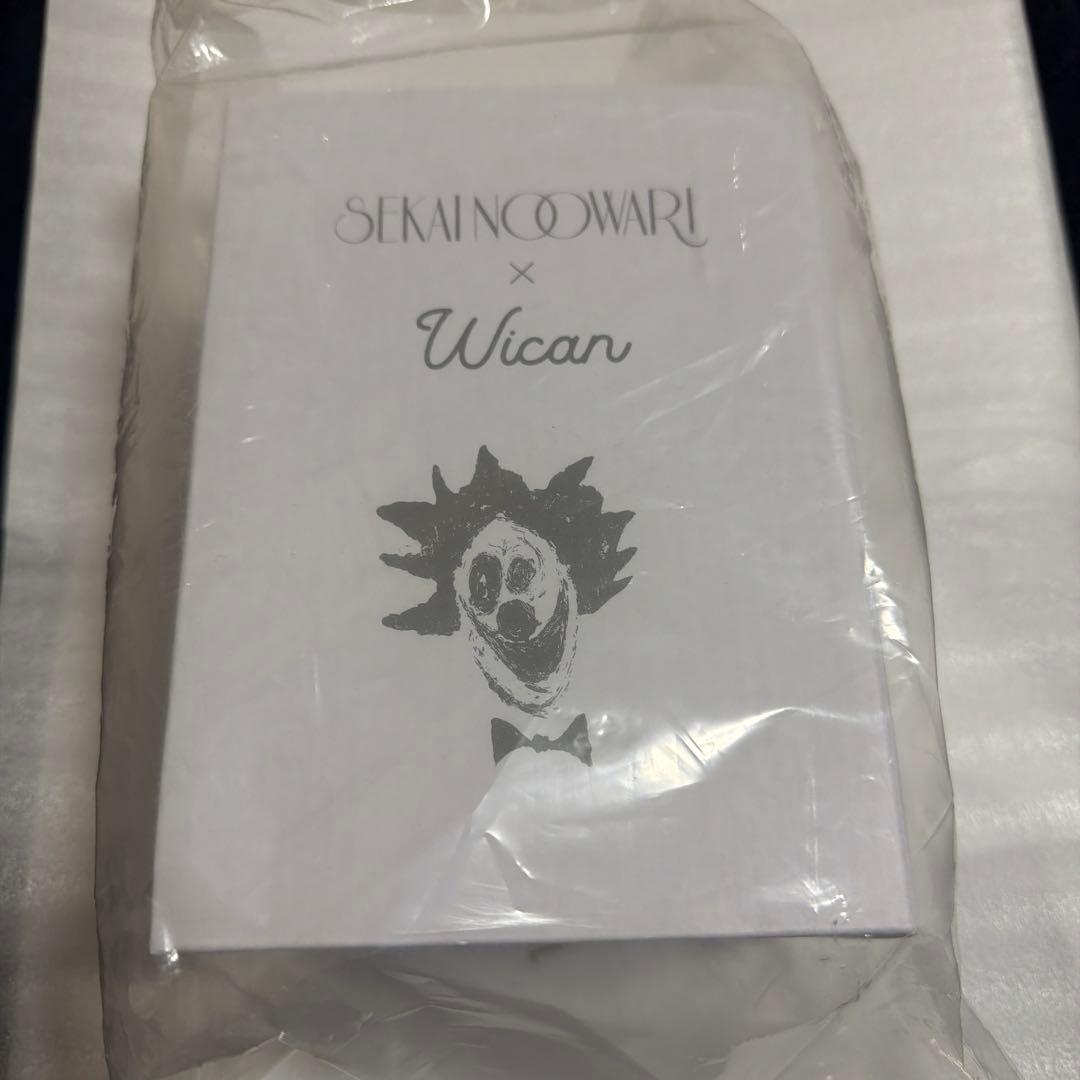 SEKAI NO OWARI
×
Wican